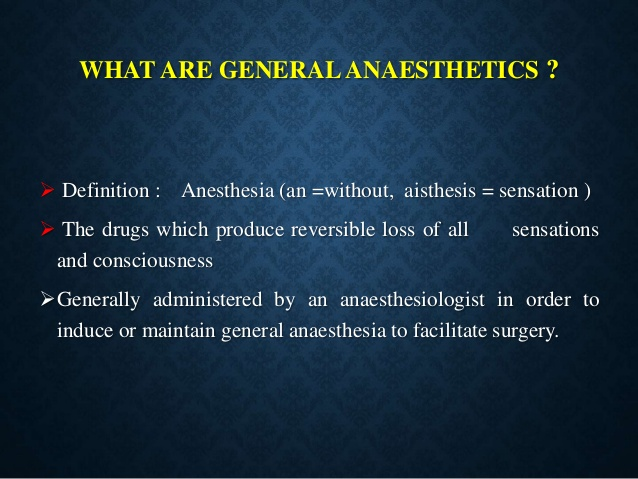 WHAT ARE GENERAL ANAESTHETICS ?
➢ Definition : Anesthesia (an =without, aisthesis = sensation )
➢ The drugs which produce reversible loss of all sensations
and consciousness
➢Generally administered by an anaesthesiologist in order to
induce or maintain general anaesthesia to facilitate surgery.